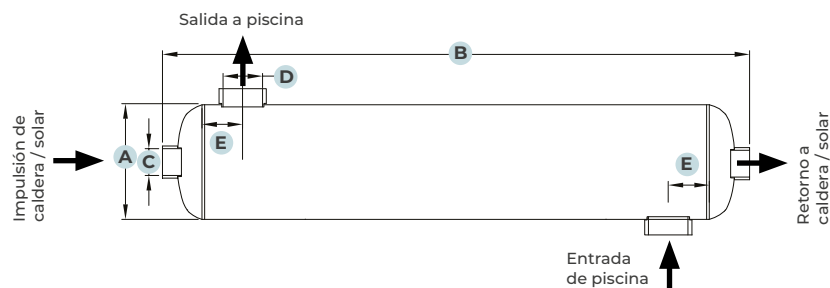 Salida a piscina
B
D
E
Impulsión de
caldera / solar
A
C
E
Retorno a
caldera / solar
Entrada
de piscina